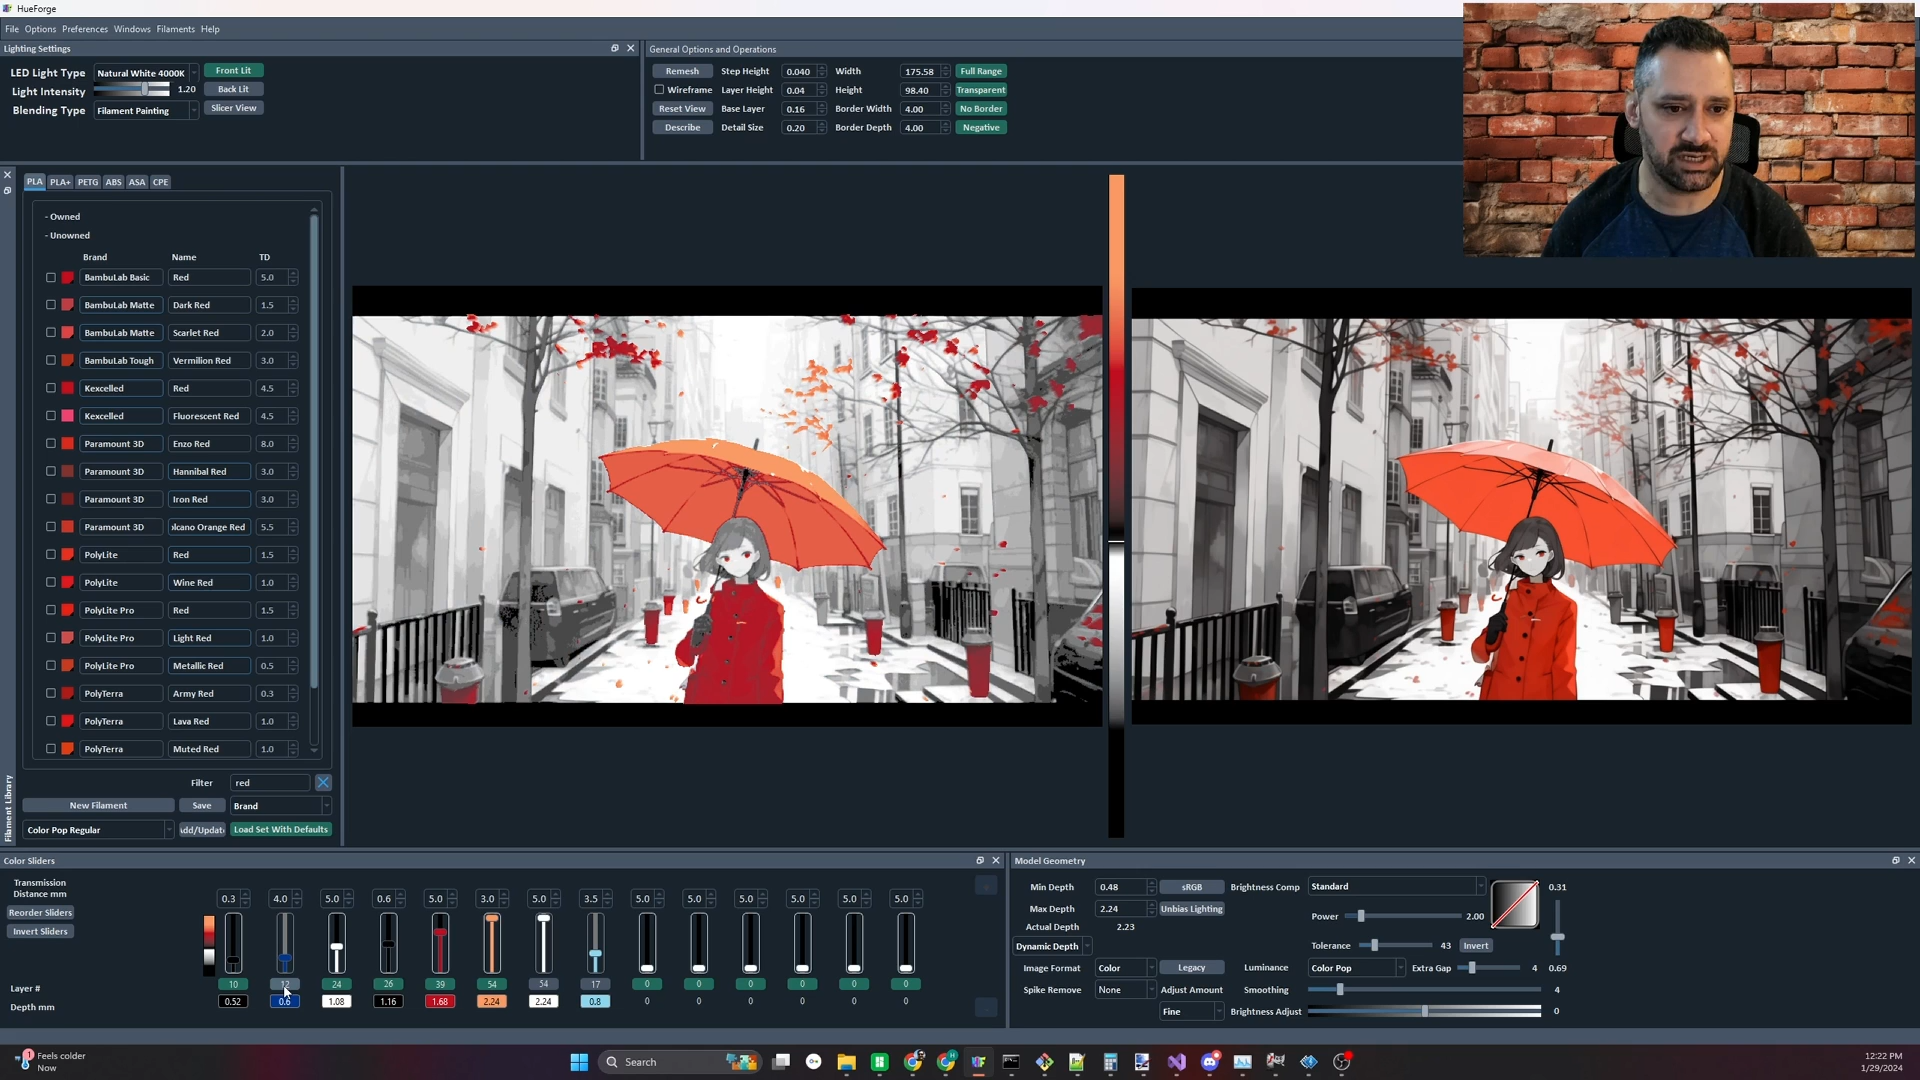 HueForge
File Options Preferences Windows Filaments Help
Lighting Settings
LED Light Type Natural White 4000K Front Lit
Light Intensity 1.20 Back Lit
Blending Type Filament Painting Slicer View
General Options and Operations
Remesh Step Height 0.040 Width 175.58 Full Range
Wireframe Layer Height 0.04 Height 98.40 Transparent
Reset View Base Layer 0.16 Border Width 4.00 No Border
Describe Detail Size 0.20 Border Depth 4.00 Negative
PLA PLA+ PETG ABS ASA CPE
- Owned
- Unowned
Brand Name TD
BambuLab Basic Red 5.0
BambuLab Matte Dark Red 1.5
BambuLab Matte Scarlet Red 2.0
BambuLab Tough Vermilion Red 3.0
Kexcelled Red 4.5
Kexcelled Fluorescent Red 4.5
Paramount 3D Enzo Red 8.0
Paramount 3D Hannibal Red 3.0
Paramount 3D Iron Red 3.0
Paramount 3D lcano Orange Red 5.5
PolyLite Red 1.5
PolyLite Wine Red 1.0
PolyLite Pro Red 1.5
PolyLite Pro Light Red 1.0
PolyLite Pro Metallic Red 0.5
PolyTerra Army Red 0.3
PolyTerra Lava Red 1.0
PolyTerra Muted Red 1.0
Filter red
New Filament Save Brand
Color Pop Regular dd/Updat Load Set With Defaults
Filament Library
Color Sliders
Transmission
Distance mm
0.3 4.0 5.0 0.6 5.0 3.0 5.0 3.5 5.0 5.0 5.0 5.0 5.0 5.0
Reorder Sliders
Invert Sliders
Layer # 10 12 24 26 39 54 54 17 0 0 0 0 0 0
Depth mm 0.52 0.6 1.08 1.16 1.68 2.24 2.24 0.8 0 0 0 0 0 0
Model Geometry
Min Depth 0.48 sRGB Brightness Comp Standard 0.31
Max Depth 2.24 Unbias Lighting Power 2.00
Actual Depth 2.23
Dynamic Depth Tolerance 43 Invert
Image Format Color Legacy Luminance Color Pop Extra Gap 4 0.69
Spike Remove None Adjust Amount Smoothing 4
Fine Brightness Adjust 0
1
Feels colder
Now
Search
12:22 PM
1/29/2024